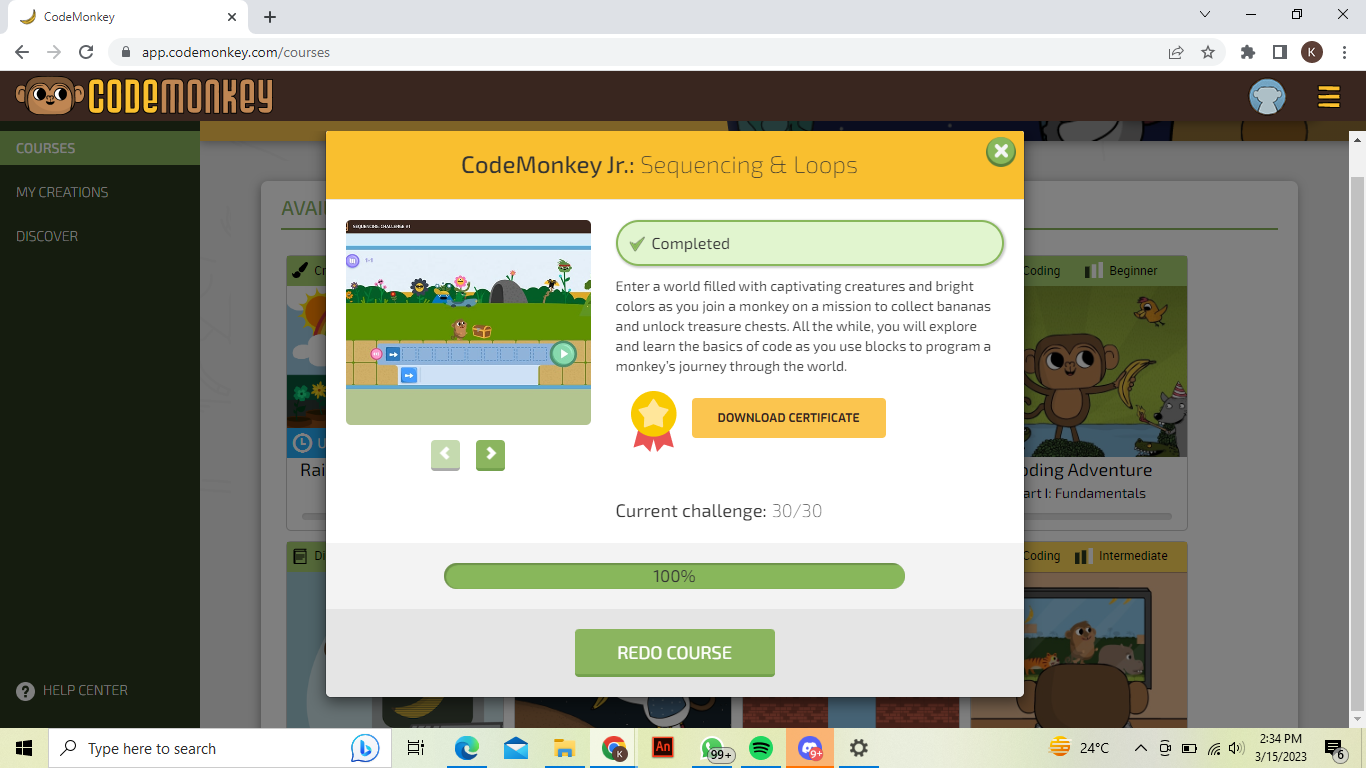 CodeMonkey
app.codemonkey.com/courses
K
CODEMONKEY
COURSES
MY CREATIONS
DISCOVER
HELP CENTER
CodeMonkey Jr.: Sequencing & Loops
SEQUENCING CHALLENGE #1
Completed
Enter a world filled with captivating creatures and bright
colors as you join a monkey on a mission to collect bananas
and unlock treasure chests. All the while, you will explore
and learn the basics of code as you use blocks to program a
monkey's journey through the world.
DOWNLOAD CERTIFICATE
Current challenge: 30/30
100%
REDO COURSE
AVAI
Cr
U
Rai
Di
Coding Beginner
oding Adventure
art I: Fundamentals
Coding Intermediate
Type here to search
K
An
99+
9+
24°C
2:34 PM
3/15/2023
6